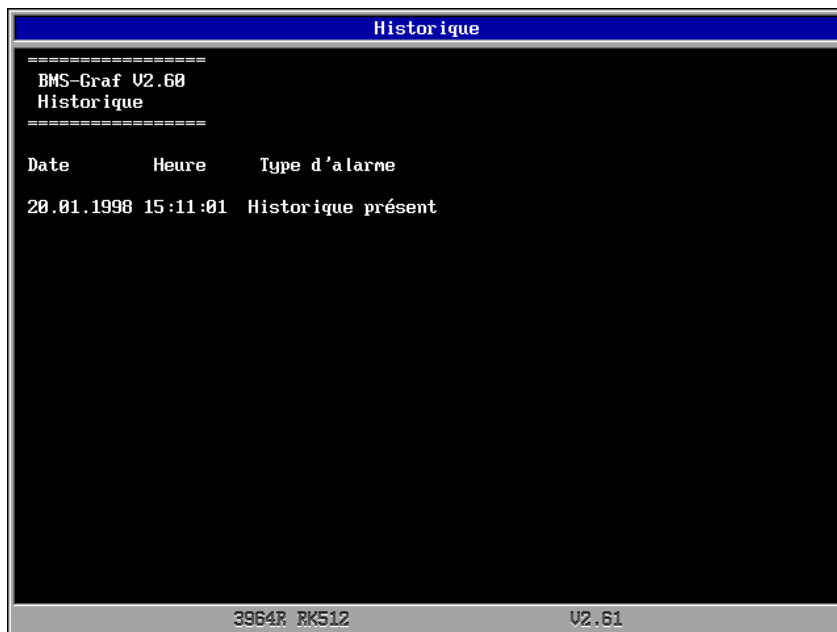 Historique
=================
BMS-Graf V2.60
Historique
=================
Date Heure Type d'alarme
20.01.1998 15:11:01 Historique présent
3964R RK512 V2.61